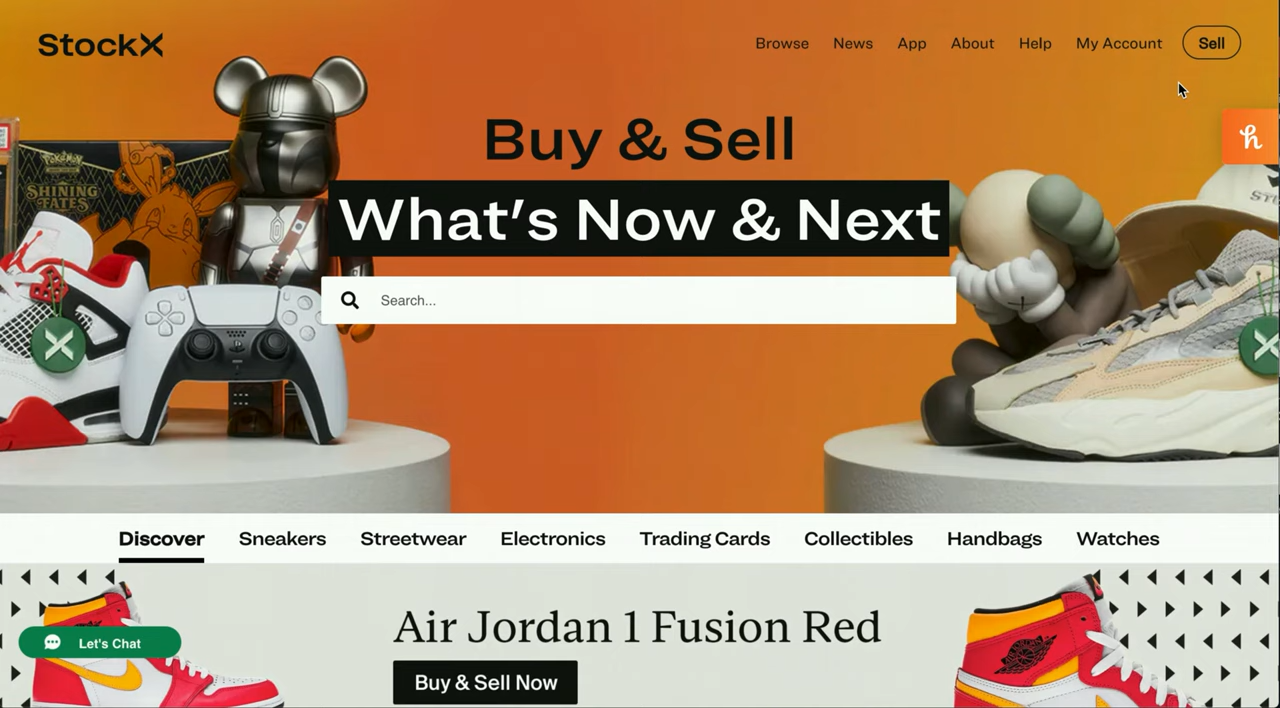 StockX
Browse News App About Help My Account Sell
Buy & Sell
What's Now & Next
Search...
Pokémon
SHINING
FATES
Discover Sneakers Streetwear Electronics Trading Cards Collectibles Handbags Watches
Air Jordan 1 Fusion Red
Buy & Sell Now
Let's Chat